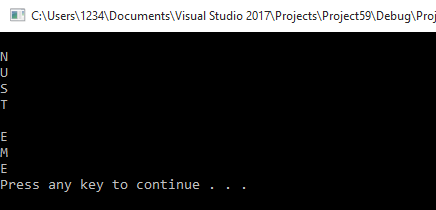 C:\Users\1234\Documents\Visual Studio 2017\Projects\Project59\Debug\Proj
N
U
S
T
E
M
E
Press any key to continue . . .